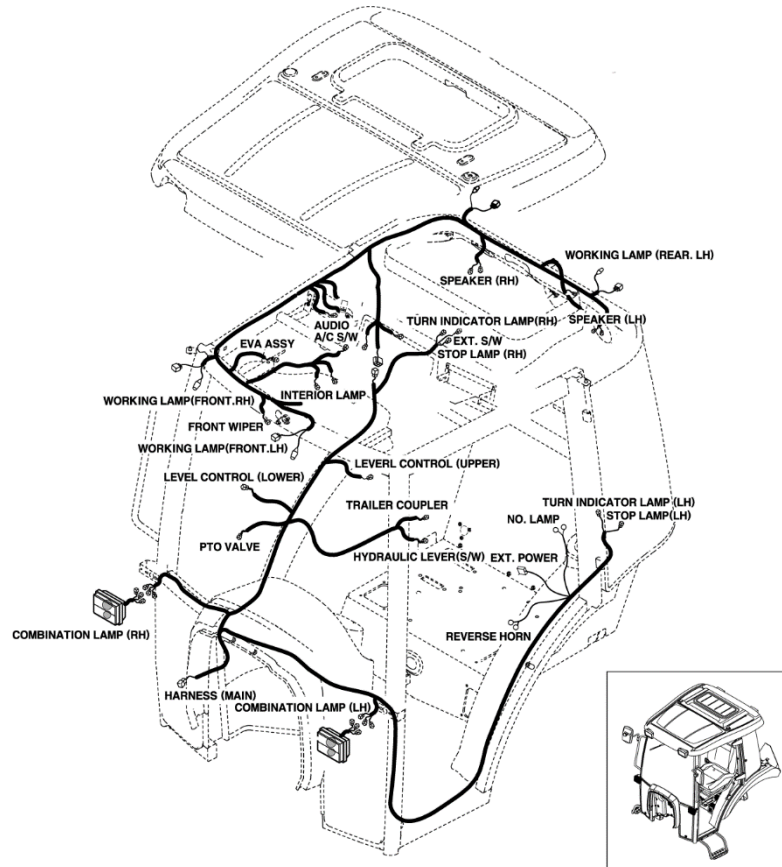 WORKING LAMP (REAR. LH)
SPEAKER (RH)
SPEAKER (LH)
TURN INDICATOR LAMP(RH)
AUDIO
A/C S/W
EXT. S/W
EVA ASSY
STOP LAMP (RH)
INTERIOR LAMP
WORKING LAMP(FRONT.RH)
FRONT WIPER
WORKING LAMP(FRONT.LH)
LEVERL CONTROL (UPPER)
LEVEL CONTROL (LOWER)
TRAILER COUPLER
TURN INDICATOR LAMP (LH)
STOP LAMP(LH)
NO. LAMP
PTO VALVE
HYDRAULIC LEVER(S/W)
EXT. POWER
COMBINATION LAMP (RH)
REVERSE HORN
HARNESS (MAIN)
COMBINATION LAMP (LH)